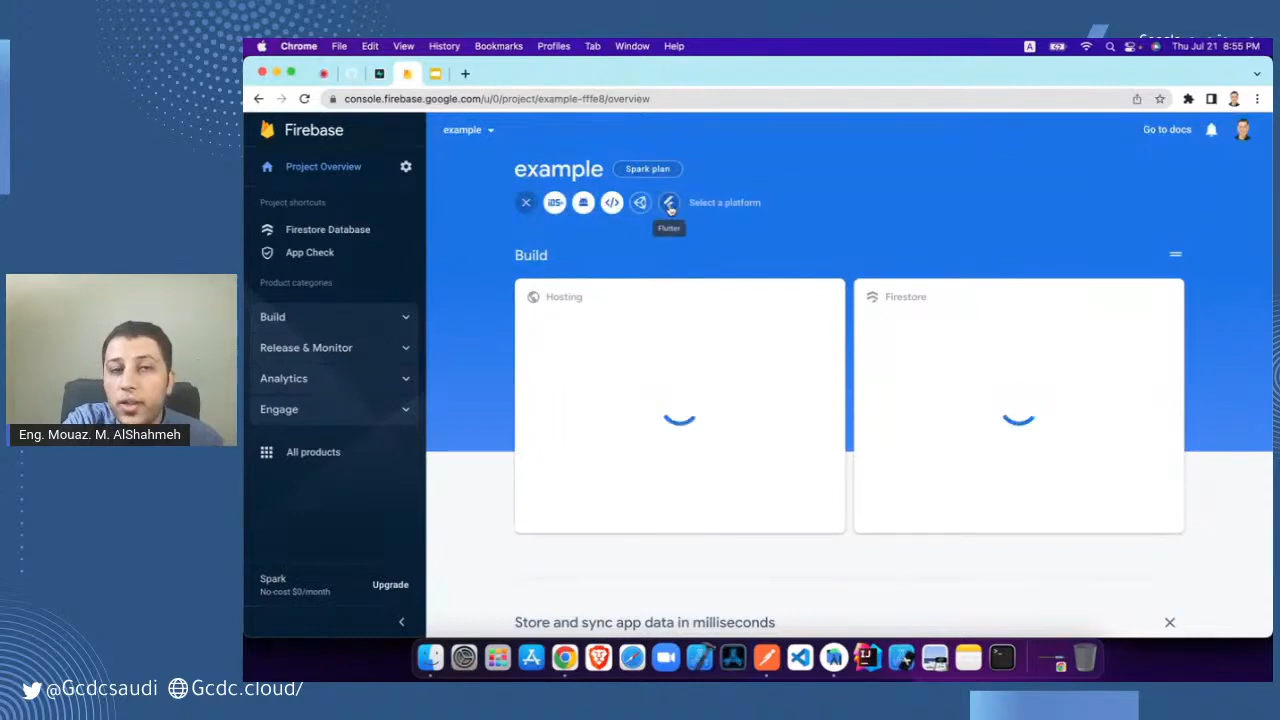 Chrome File Edit View History Bookmarks Profiles Tab Window Help
A
Thu Jul 21 8:55 PM
console.firebase.google.com/u/0/project/example-fffe8/overview
Firebase
Project Overview
Project shortcuts
Firestore Database
App Check
Product categories
Build
Release & Monitor
Analytics
Engage
All products
Spark
No-cost $0/month
Upgrade
example
Go to docs
example
Spark plan
iOS+
Select a platform
Flutter
Build
Hosting
Firestore
Store and sync app data in milliseconds
Eng. Mouaz. M. AlShahmeh
@Gcdcsaudi
Gcdc.cloud/